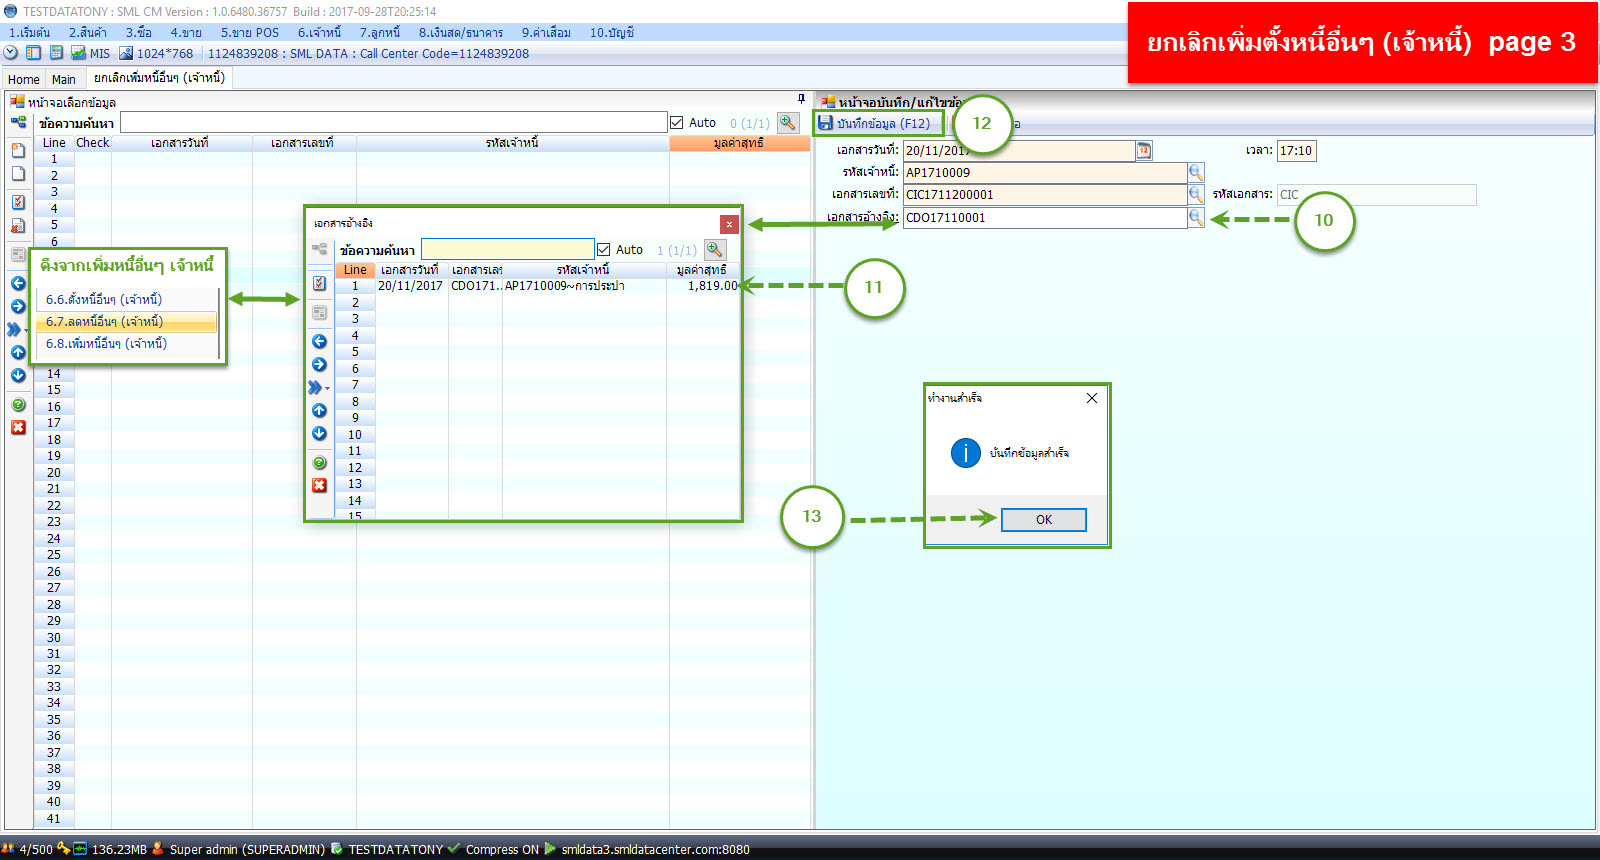 TESTDATATONY : SML CM Version : 1.0.6480.36757 Build : 2017-09-28T20:25:14
ยกเลิกเพิ่มตั้งหนี้อื่นๆ (เจ้าหนี้) page 3
1.เริ่มต้น 2.สินค้า 3.ซื้อ 4.ขาย 5.ขาย POS 6.เจ้าหนี้ 7.ลูกหนี้ 8.เงินสด/ธนาคาร 9.ค่าเสื่อม 10.บัญชี
MIS 1024*768 1124839208 : SML DATA : Call Center Code=1124839208
Home Main ยกเลิกเพิ่มหนี้อื่นๆ (เจ้าหนี้)
หน้าจอเลือกข้อมูล
ข้อความค้นหา Auto 0 (1/1)
Line Check เอกสารวันที่ เอกสารเลขที่ รหัสเจ้าหนี้ มูลค่าสุทธิ
1
2
3
4
5
6
14
15
16
17
18
19
20
21
22
23
24
25
26
27
28
29
30
31
32
33
34
35
36
37
38
39
40
41
ดึงจากเพิ่มหนี้อื่นๆ เจ้าหนี้
6.6.ตั้งหนี้อื่นๆ (เจ้าหนี้)
6.7.ลดหนี้อื่นๆ (เจ้าหนี้)
6.8.เพิ่มหนี้อื่นๆ (เจ้าหนี้)
เอกสารอ้างอิง
x
ข้อความค้นหา Auto 1 (1/1)
Line เอกสารวันที่ เอกสารเลข รหัสเจ้าหนี้ มูลค่าสุทธิ
1 20/11/2017 CDO171... AP1710009~การประปา 1,819.00
2
3
4
5
6
7
8
9
10
11
12
13
14
15
11
หน้าจอบันทึก/แก้ไขข้อ
บันทึกข้อมูล (F12) 12 อ
เอกสารวันที่: 20/11/2017 12 เวลา: 17:10
รหัสเจ้าหนี้: AP1710009
เอกสารเลขที่: CIC1711200001 รหัสเอกสาร: CIC
เอกสารอ้างอิง: CDO17110001
10
ทำงานสำเร็จ
i บันทึกข้อมูลสำเร็จ
13 OK
4/500 136.23MB Super admin (SUPERADMIN) TESTDATATONY Compress ON smldata3.smldatacenter.com:8080